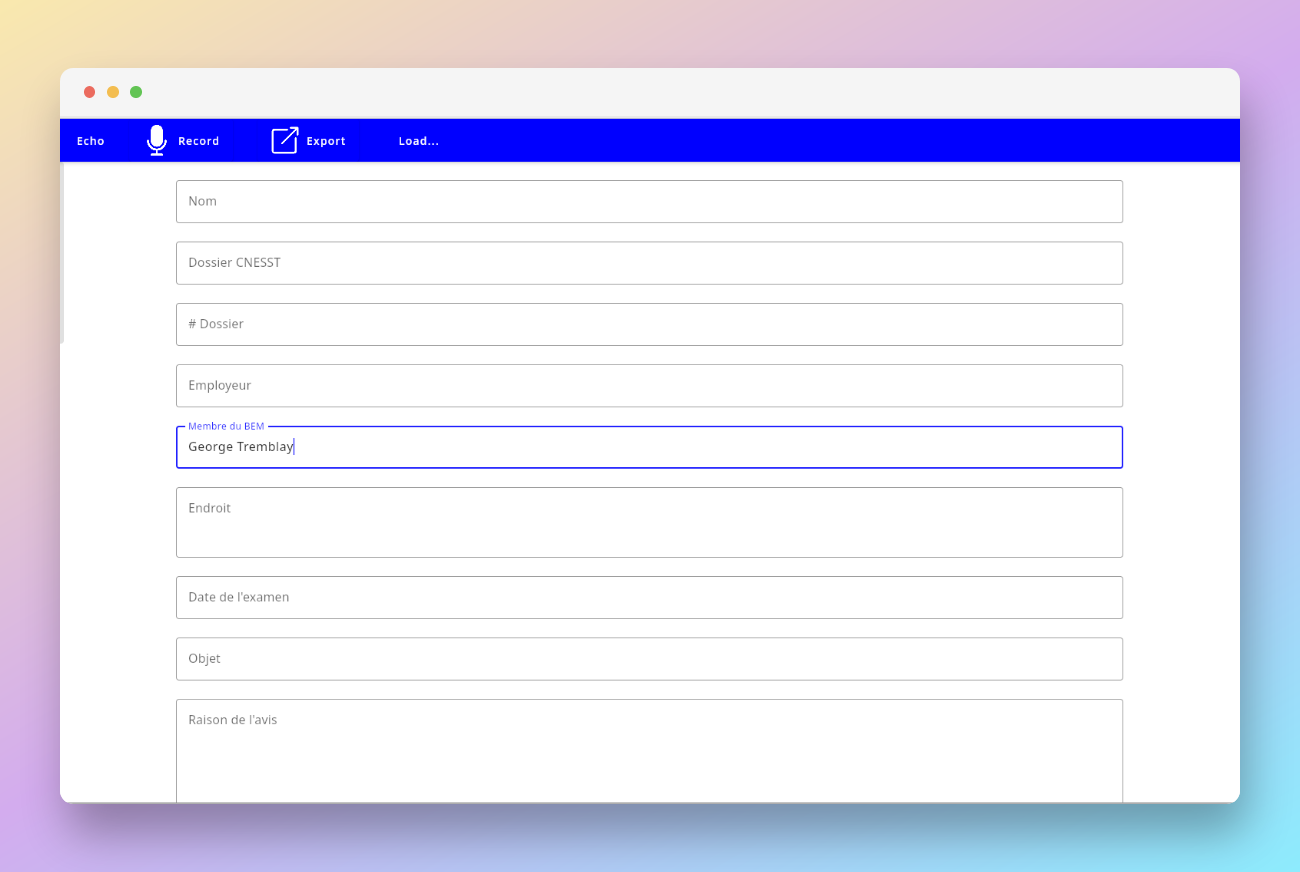 Echo Record Export Load...
Nom
Dossier CNESST
# Dossier
Employeur
Membre du BEM
George Tremblay
Endroit
Date de l'examen
Objet
Raison de l'avis